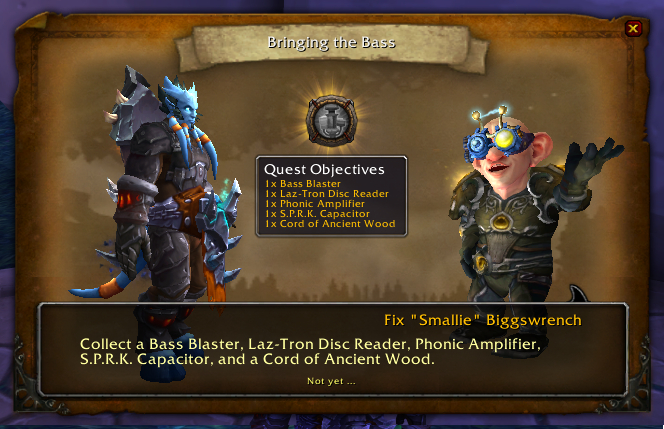 Bringing the Bass
Quest Objectives
1x Bass Blaster
1x Laz-Tron Disc Reader
1x Phonic Amplifier
1x S.P.R.K. Capacitor
1x Cord of Ancient Wood
Fix "Smallie" Biggswrench
Collect a Bass Blaster, Laz-Tron Disc Reader, Phonic Amplifier,
S.P.R.K. Capacitor, and a Cord of Ancient Wood.
Not yet ...